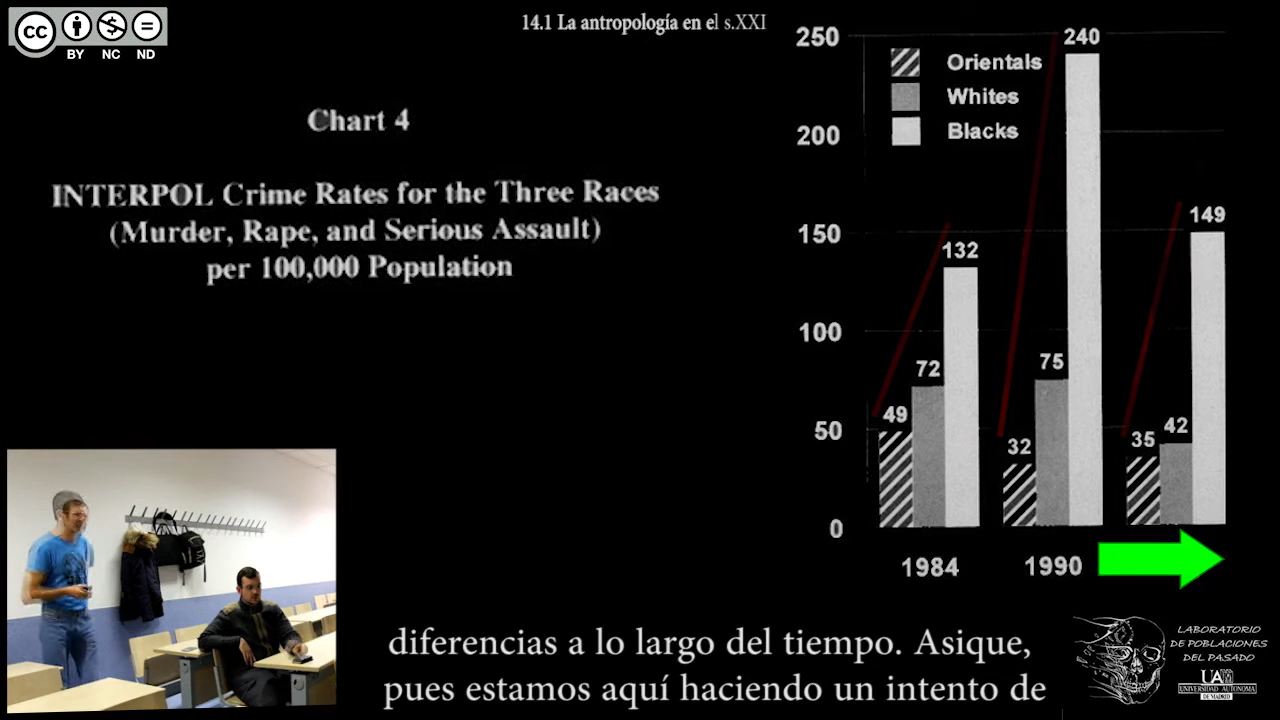 cc
BY NC ND
14.1 La antropología en el s.XXI
Chart 4
INTERPOL Crime Rates for the Three Races
(Murder, Rape, and Serious Assault)
per 100,000 Population
250
200
150
100
50
0
Orientals
Whites
Blacks
49
72
132
32
75
240
35
42
149
1984
1990
diferencias a lo largo del tiempo. Asique,
pues estamos aquí haciendo un intento de
LABORATORIO
DE POBLACIONES
DEL PASADO
UAM
UNIVERSIDAD AUTONOMA
DE MADRID